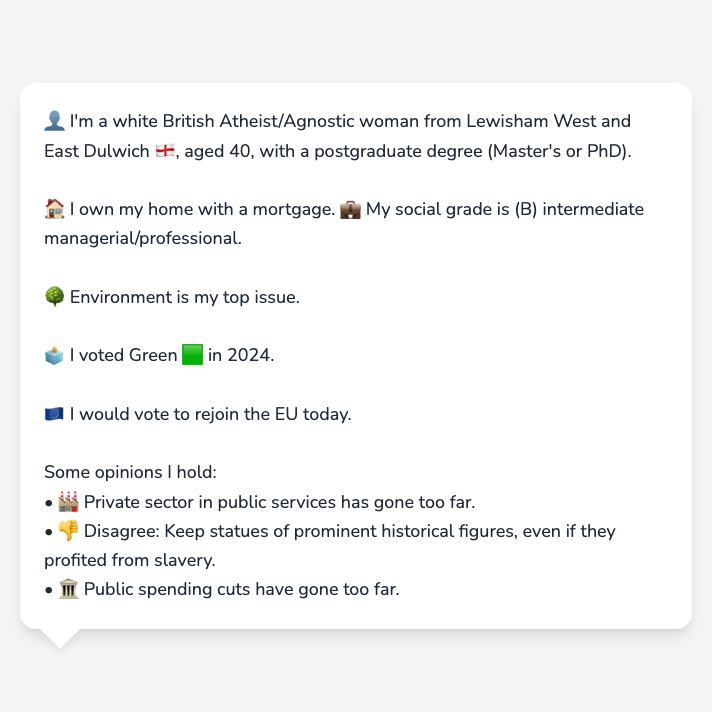 👤 I'm a white British Atheist/Agnostic woman from Lewisham West and
East Dulwich 🏴󠁧󠁢󠁥󠁮󠁧󠁿, aged 40, with a postgraduate degree (Master's or PhD).
🏠 I own my home with a mortgage. 💼 My social grade is (B) intermediate
managerial/professional.
🌳 Environment is my top issue.
🗳️ I voted Green 🟩 in 2024.
🇪🇺 I would vote to rejoin the EU today.
Some opinions I hold:
• 🏭 Private sector in public services has gone too far.
• 👎 Disagree: Keep statues of prominent historical figures, even if they
profited from slavery.
• 🏛️ Public spending cuts have gone too far.